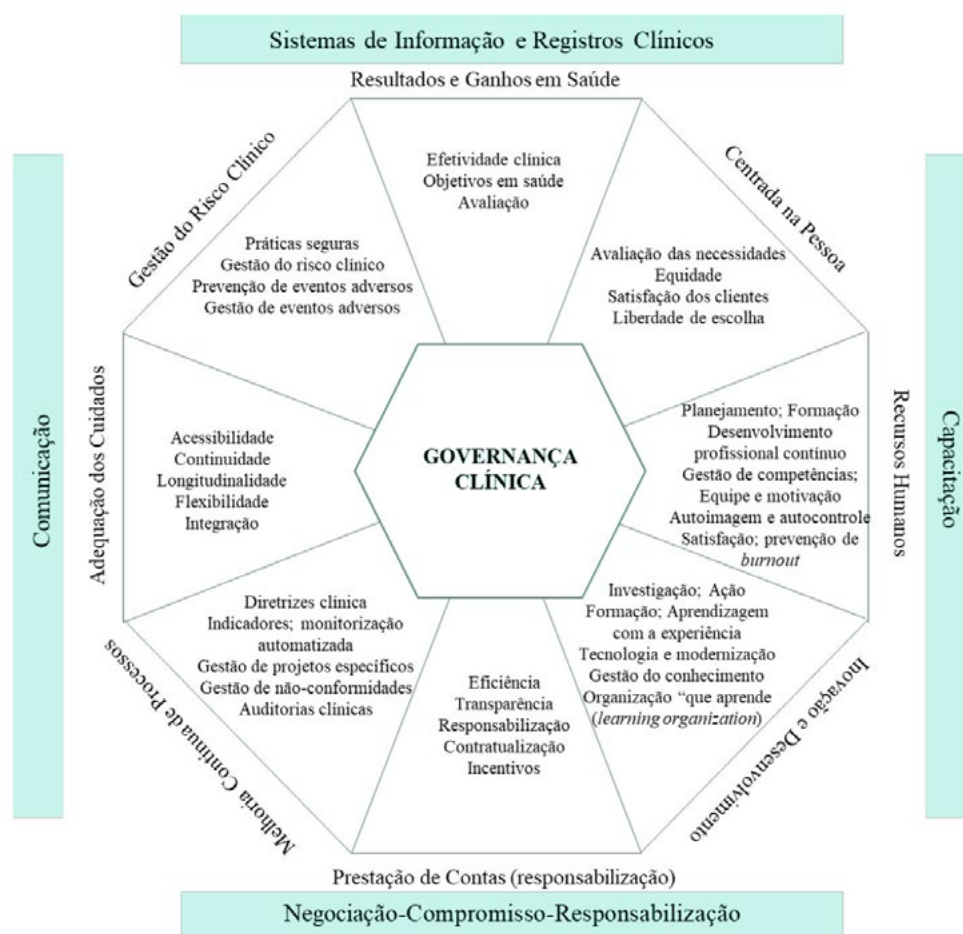 Sistemas de Informação e Registros Clínicos
Resultados e Ganhos em Saúde
Efetividade clínica
Objetivos em saúde
Avaliação
Centrada na Pessoa
Avaliação das necessidades
Equidade
Satisfação dos clientes
Liberdade de escolha
Recursos Humanos
Planejamento; Formação
Desenvolvimento
profissional contínuo
Gestão de competências;
Equipe e motivação
Autoimagem e autocontrole
Satisfação; prevenção de
burnout
Capacitação
Inovação e Desenvolvimento
Investigação; Ação
Formação; Aprendizagem
com a experiência
Tecnologia e modernização
Gestão do conhecimento
Organização “que aprende
(learning organization)
Prestação de Contas (responsabilização)
Eficiência
Transparência
Responsabilização
Contratualização
Incentivos
Melhoria Contínua de Processos
Diretrizes clínica
Indicadores; monitorização
automatizada
Gestão de projetos específicos
Gestão de não-conformidades
Auditorias clínicas
Adequação dos Cuidados
Acessibilidade
Continuidade
Longitudinalidade
Flexibilidade
Integração
Comunicação
Gestão do Risco Clínico
Práticas seguras
Gestão do risco clínico
Prevenção de eventos adversos
Gestão de eventos adversos
GOVERNANÇA
CLÍNICA
Negociação-Compromisso-Responsabilização